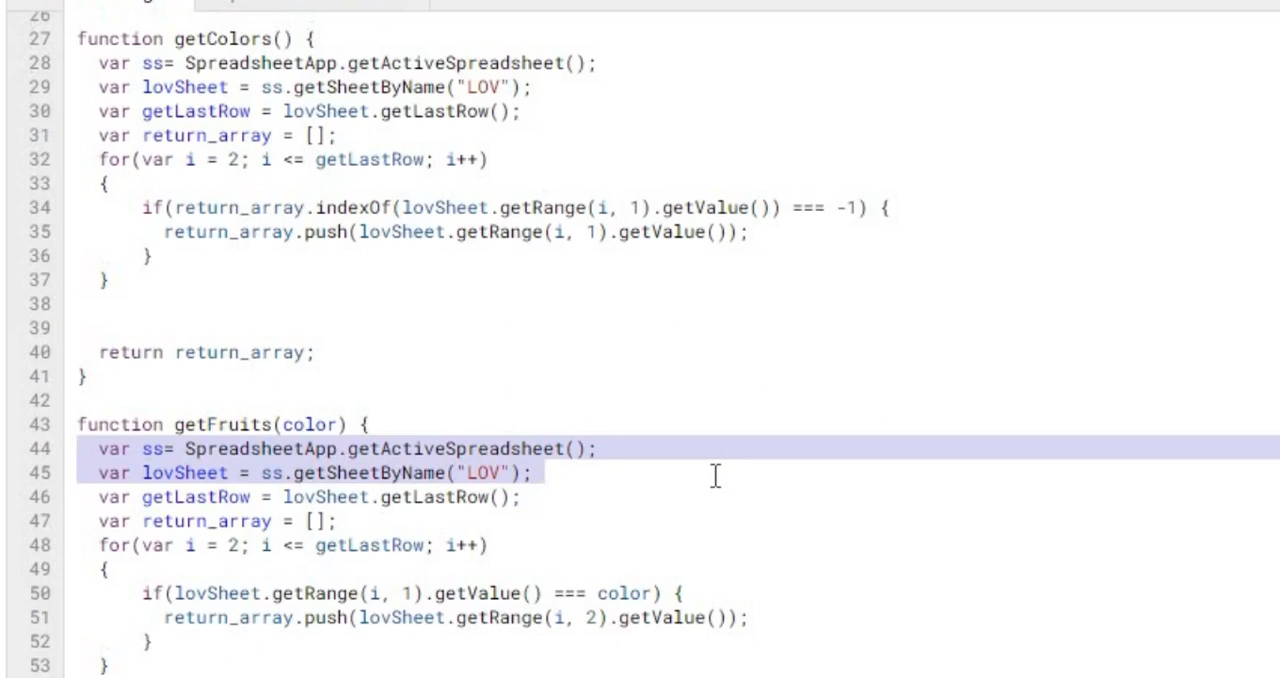 26
27 function getColors() {
28 var ss= SpreadsheetApp.getActiveSpreadsheet();
29 var lovSheet = ss.getSheetByName("LOV");
30 var getLastRow = lovSheet.getLastRow();
31 var return_array = [];
32 for(var i = 2; i <= getLastRow; i++)
33 {
34 if(return_array.indexOf(lovSheet.getRange(i, 1).getValue()) === -1) {
35 return_array.push(lovSheet.getRange(i, 1).getValue());
36 }
37 }
38
39
40 return return_array;
41 }
42
43 function getFruits(color) {
44 var ss= SpreadsheetApp.getActiveSpreadsheet();
45 var lovSheet = ss.getSheetByName("LOV");
46 var getLastRow = lovSheet.getLastRow();
47 var return_array = [];
48 for(var i = 2; i <= getLastRow; i++)
49 {
50 if(lovSheet.getRange(i, 1).getValue() === color) {
51 return_array.push(lovSheet.getRange(i, 2).getValue());
52 }
53 }